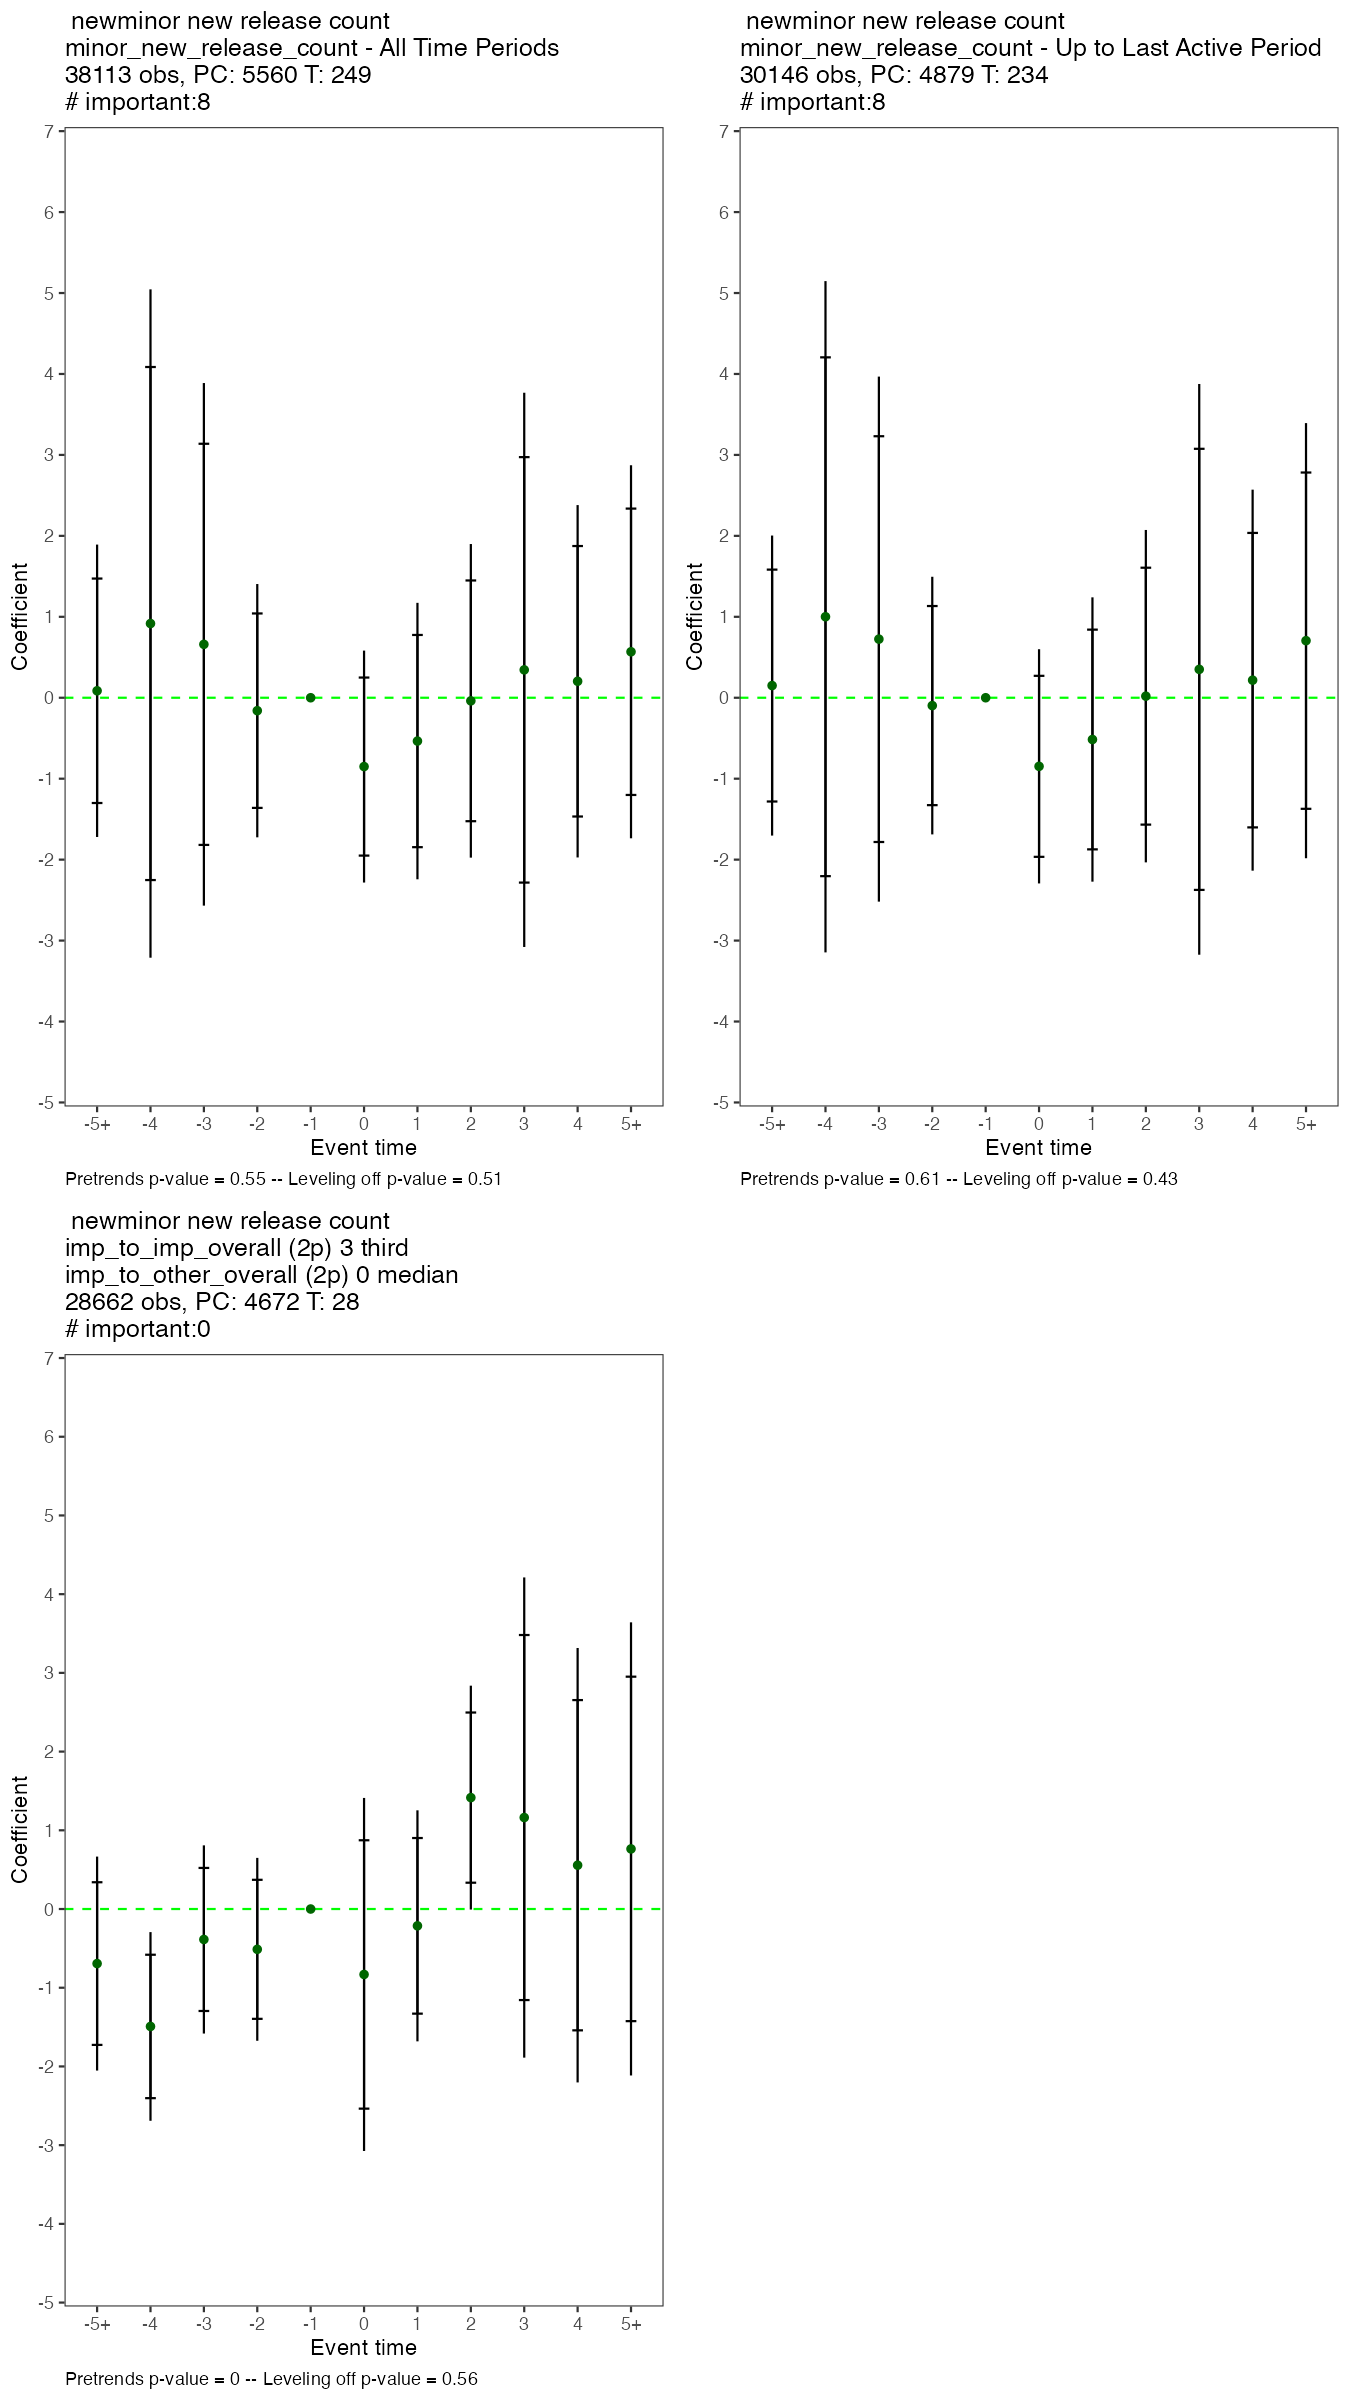 newminor new release count
minor_new_release_count - All Time Periods
38113 obs, PC: 5560 T: 249
# important:8
7
6
5
4
3
2
1
0
-1
-2
-3
-4
-5
Coefficient
-5+ -4 -3 -2 -1 0 1 2 3 4 5+
Event time
Pretrends p-value = 0.55 -- Leveling off p-value = 0.51
newminor new release count
minor_new_release_count - Up to Last Active Period
30146 obs, PC: 4879 T: 234
# important:8
7
6
5
4
3
2
1
0
-1
-2
-3
-4
-5
Coefficient
-5+ -4 -3 -2 -1 0 1 2 3 4 5+
Event time
Pretrends p-value = 0.61 -- Leveling off p-value = 0.43
newminor new release count
imp_to_imp_overall (2p) 3 third
imp_to_other_overall (2p) 0 median
28662 obs, PC: 4672 T: 28
# important:0
7
6
5
4
3
2
1
0
-1
-2
-3
-4
-5
Coefficient
-5+ -4 -3 -2 -1 0 1 2 3 4 5+
Event time
Pretrends p-value = 0 -- Leveling off p-value = 0.56